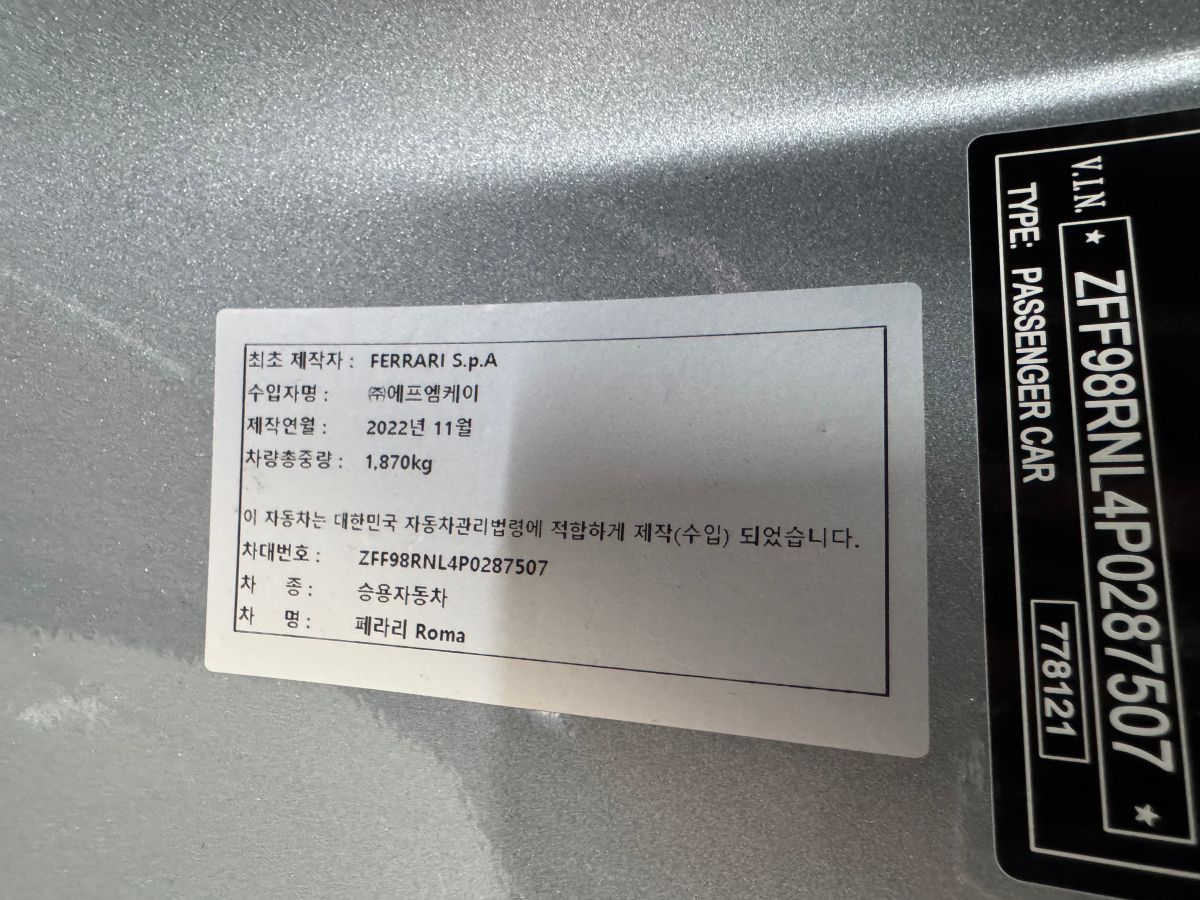 최초 제작자 : FERRARI S.p.A
수입자명 : ㈜에프엠케이
제작연월 : 2022년 11월
차량총중량 : 1,870kg
이 자동차는 대한민국 자동차관리법령에 적합하게 제작(수입) 되었습니다.
차대번호 : ZFF98RNL4P0287507
차 종 : 승용자동차
차 명 : 페라리 Roma
V.I.N. ★ ZFF98RNL4P0287507 ★
TYPE: PASSENGER CAR 778121